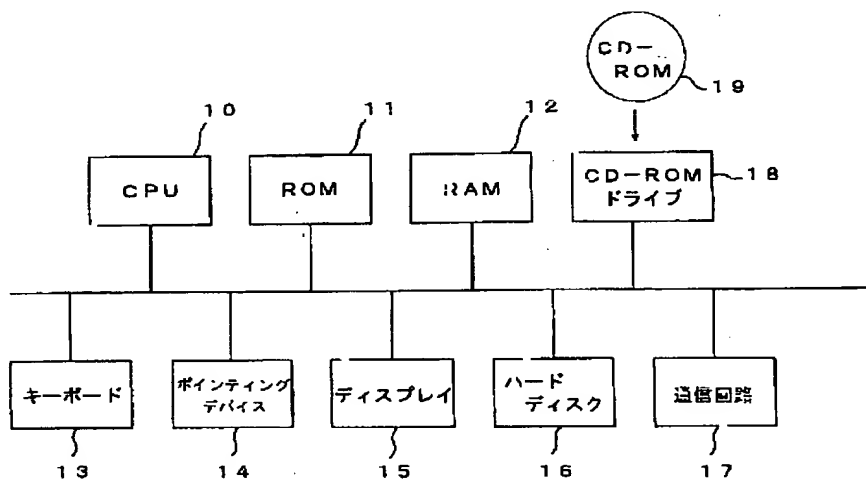 CD-
ROM
19
10
11
12
CPU
ROM
RAM
CD-ROM
ドライブ
18
キーボード
ポインティング
デバイス
ディスプレイ
ハード
ディスク
通信回路
13
14
15
16
17